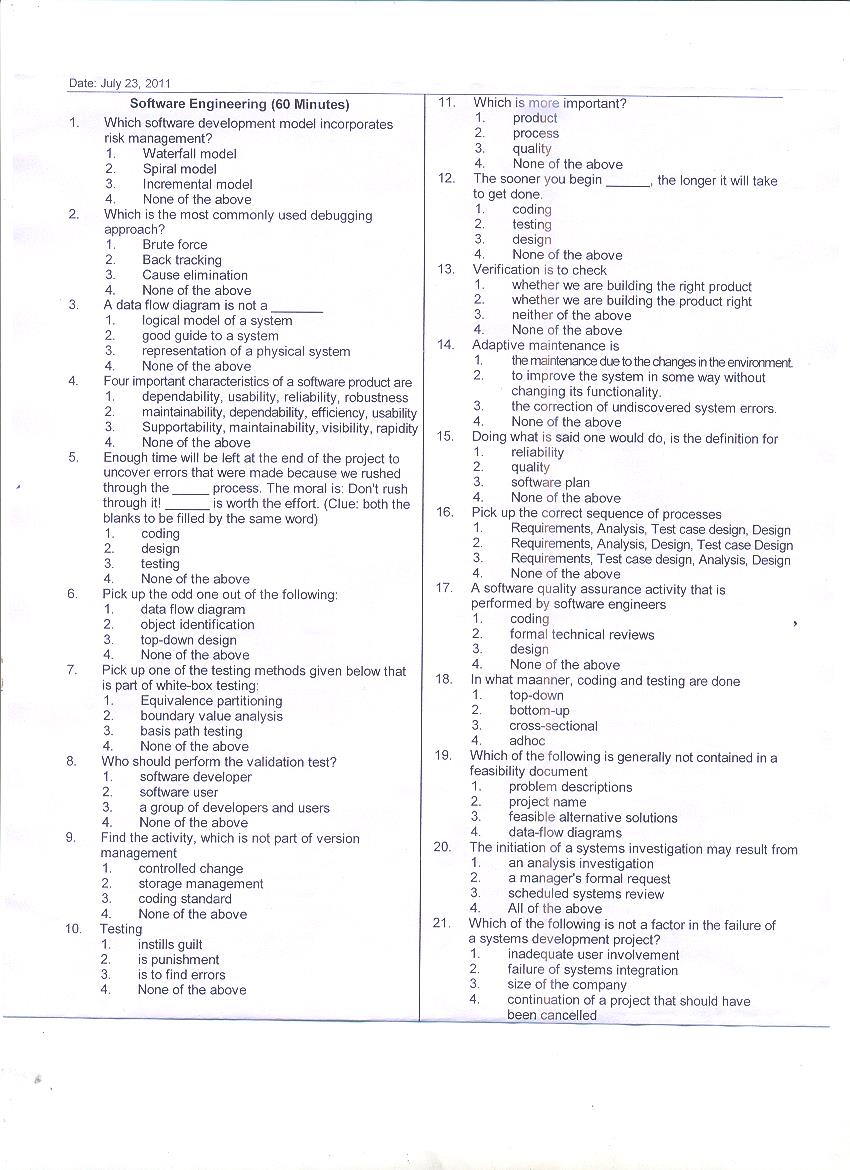 Date: July 23, 2011
Software Engineering (60 Minutes)
1. Which software development model incorporates
risk management?
1. Waterfall model
2. Spiral model
3. Incremental model
4. None of the above
2. Which is the most commonly used debugging
approach?
1. Brute force
2. Back tracking
3. Cause elimination
4. None of the above
3. A data flow diagram is not a _______
1. logical model of a system
2. good guide to a system
3. representation of a physical system
4. None of the above
4. Four important characteristics of a software product are
1. dependability, usability, reliability, robustness
2. maintainability, dependability, efficiency, usability
3. Supportability, maintainability, visibility, rapidity
4. None of the above
5. Enough time will be left at the end of the project to
uncover errors that were made because we rushed
through the _____ process. The moral is: Don't rush
through it! ______ is worth the effort. (Clue: both the
blanks to be filled by the same word)
1. coding
2. design
3. testing
4. None of the above
6. Pick up the odd one out of the following:
1. data flow diagram
2. object identification
3. top-down design
4. None of the above
7. Pick up one of the testing methods given below that
is part of white-box testing:
1. Equivalence partitioning
2. boundary value analysis
3. basis path testing
4. None of the above
8. Who should perform the validation test?
1. software developer
2. software user
3. a group of developers and users
4. None of the above
9. Find the activity, which is not part of version
management
1. controlled change
2. storage management
3. coding standard
4. None of the above
10. Testing
1. instills guilt
2. is punishment
3. is to find errors
4. None of the above
11. Which is more important?
1. product
2. process
3. quality
4. None of the above
12. The sooner you begin ______, the longer it will take
to get done.
1. coding
2. testing
3. design
4. None of the above
13. Verification is to check
1. whether we are building the right product
2. whether we are building the product right
3. neither of the above
4. None of the above
14. Adaptive maintenance is
1. the maintenance due to the changes in the environment.
2. to improve the system in some way without
changing its functionality.
3. the correction of undiscovered system errors.
4. None of the above
15. Doing what is said one would do, is the definition for
1. reliability
2. quality
3. software plan
4. None of the above
16. Pick up the correct sequence of processes
1. Requirements, Analysis, Test case design, Design
2. Requirements, Analysis, Design, Test case Design
3. Requirements, Test case design, Analysis, Design
4. None of the above
17. A software quality assurance activity that is
performed by software engineers
1. coding
2. formal technical reviews
3. design
4. None of the above
18. In what maanner, coding and testing are done
1. top-down
2. bottom-up
3. cross-sectional
4. adhoc
19. Which of the following is generally not contained in a
feasibility document
1. problem descriptions
2. project name
3. feasible alternative solutions
4. data-flow diagrams
20. The initiation of a systems investigation may result from
1. an analysis investigation
2. a manager's formal request
3. scheduled systems review
4. All of the above
21. Which of the following is not a factor in the failure of
a systems development project?
1. inadequate user involvement
2. failure of systems integration
3. size of the company
4. continuation of a project that should have
been cancelled